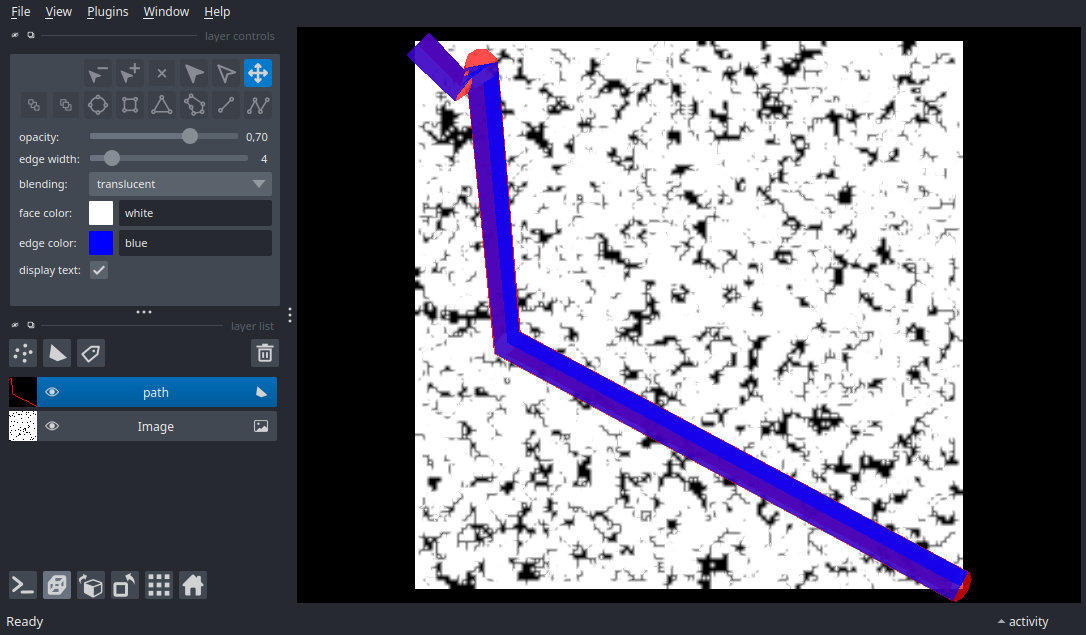 File View Plugins Window Help
layer controls
opacity: 0,70
edge width: 4
blending: translucent
face color: white
edge color: blue
display text:
layer list
path
Image
Ready activity